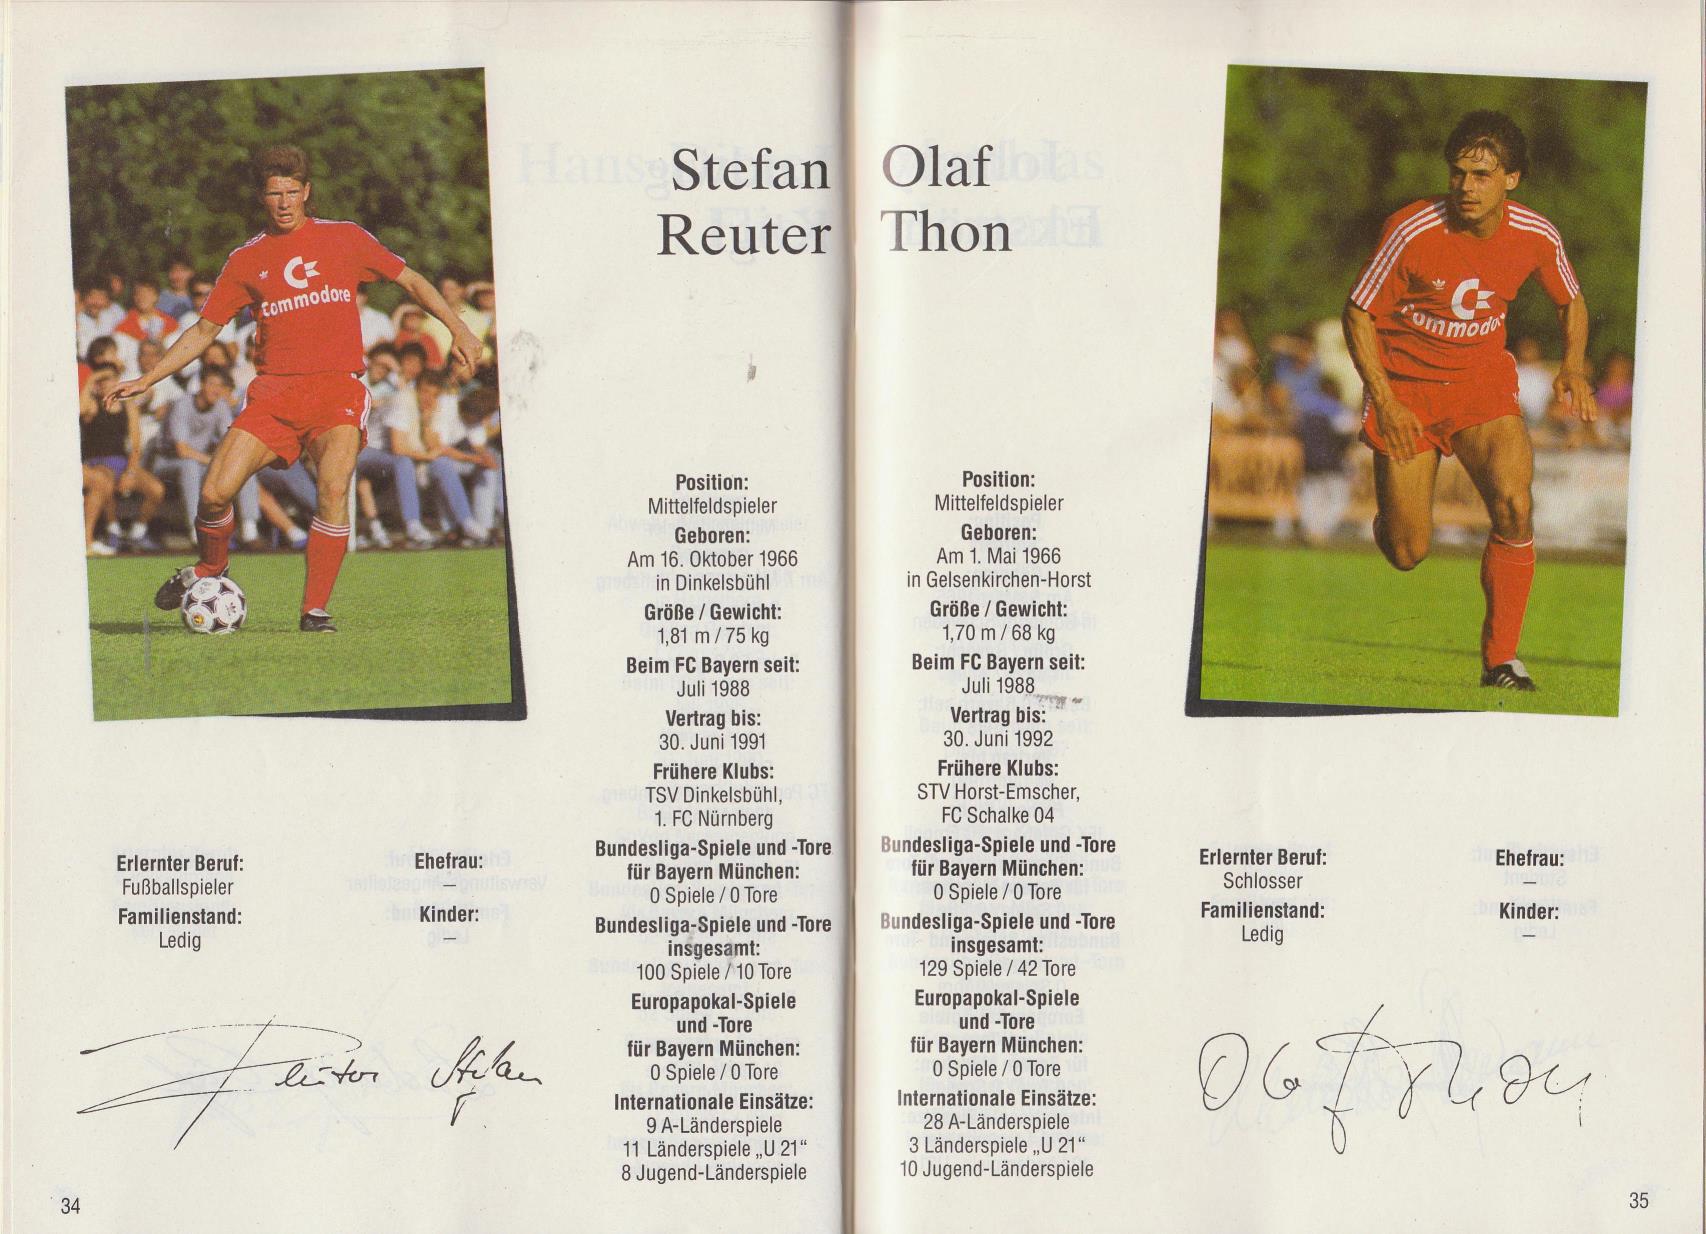 Stefan
Reuter
Commodore
Position:
Mittelfeldspieler
Geboren:
Am 16. Oktober 1966
in Dinkelsbühl
Größe / Gewicht:
1,81 m / 75 kg
Beim FC Bayern seit:
Juli 1988
Vertrag bis:
30. Juni 1991
Frühere Klubs:
TSV Dinkelsbühl,
1. FC Nürnberg
Bundesliga-Spiele und -Tore
für Bayern München:
0 Spiele / 0 Tore
Bundesliga-Spiele und -Tore
insgesamt:
100 Spiele / 10 Tore
Europapokal-Spiele
und -Tore
für Bayern München:
0 Spiele / 0 Tore
Internationale Einsätze:
9 A-Länderspiele
11 Länderspiele „U 21“
8 Jugend-Länderspiele
Erlernter Beruf:
Fußballspieler
Familienstand:
Ledig
Ehefrau:
–
Kinder:
–
Reuter Stefan
34
Olaf
Thon
Commodore
Position:
Mittelfeldspieler
Geboren:
Am 1. Mai 1966
in Gelsenkirchen-Horst
Größe / Gewicht:
1,70 m / 68 kg
Beim FC Bayern seit:
Juli 1988
Vertrag bis:
30. Juni 1992
Frühere Klubs:
STV Horst-Emscher,
FC Schalke 04
Bundesliga-Spiele und -Tore
für Bayern München:
0 Spiele / 0 Tore
Bundesliga-Spiele und -Tore
insgesamt:
129 Spiele / 42 Tore
Europapokal-Spiele
und -Tore
für Bayern München:
0 Spiele / 0 Tore
Internationale Einsätze:
28 A-Länderspiele
3 Länderspiele „U 21“
10 Jugend-Länderspiele
Erlernter Beruf:
Schlosser
Familienstand:
Ledig
Ehefrau:
–
Kinder:
–
Olaf Thon
35